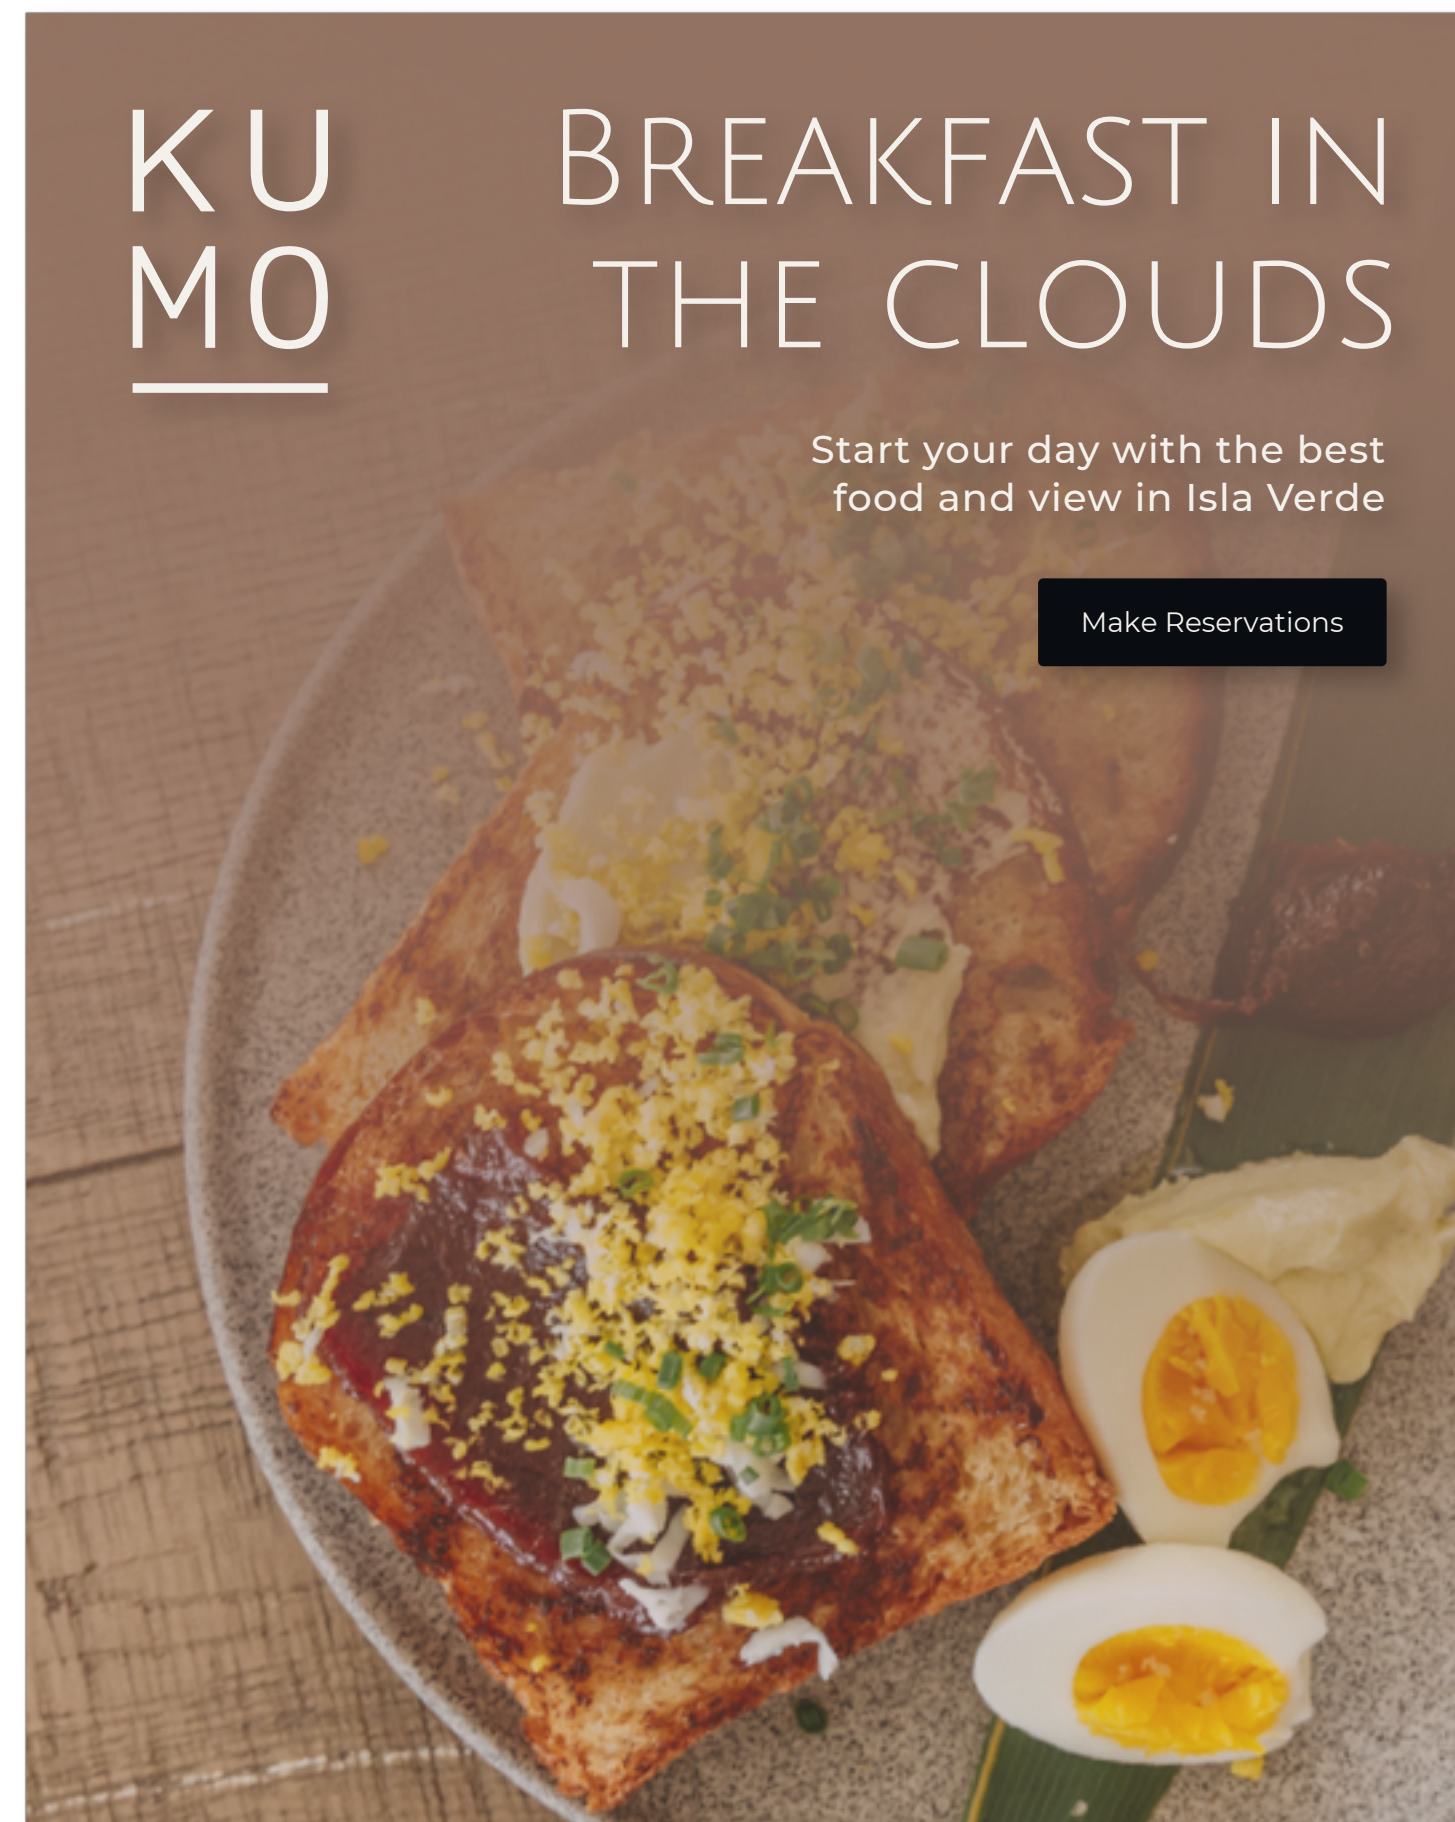 KU
MO
BREAKFAST IN
THE CLOUDS
Start your day with the best
food and view in Isla Verde
Make Reservations